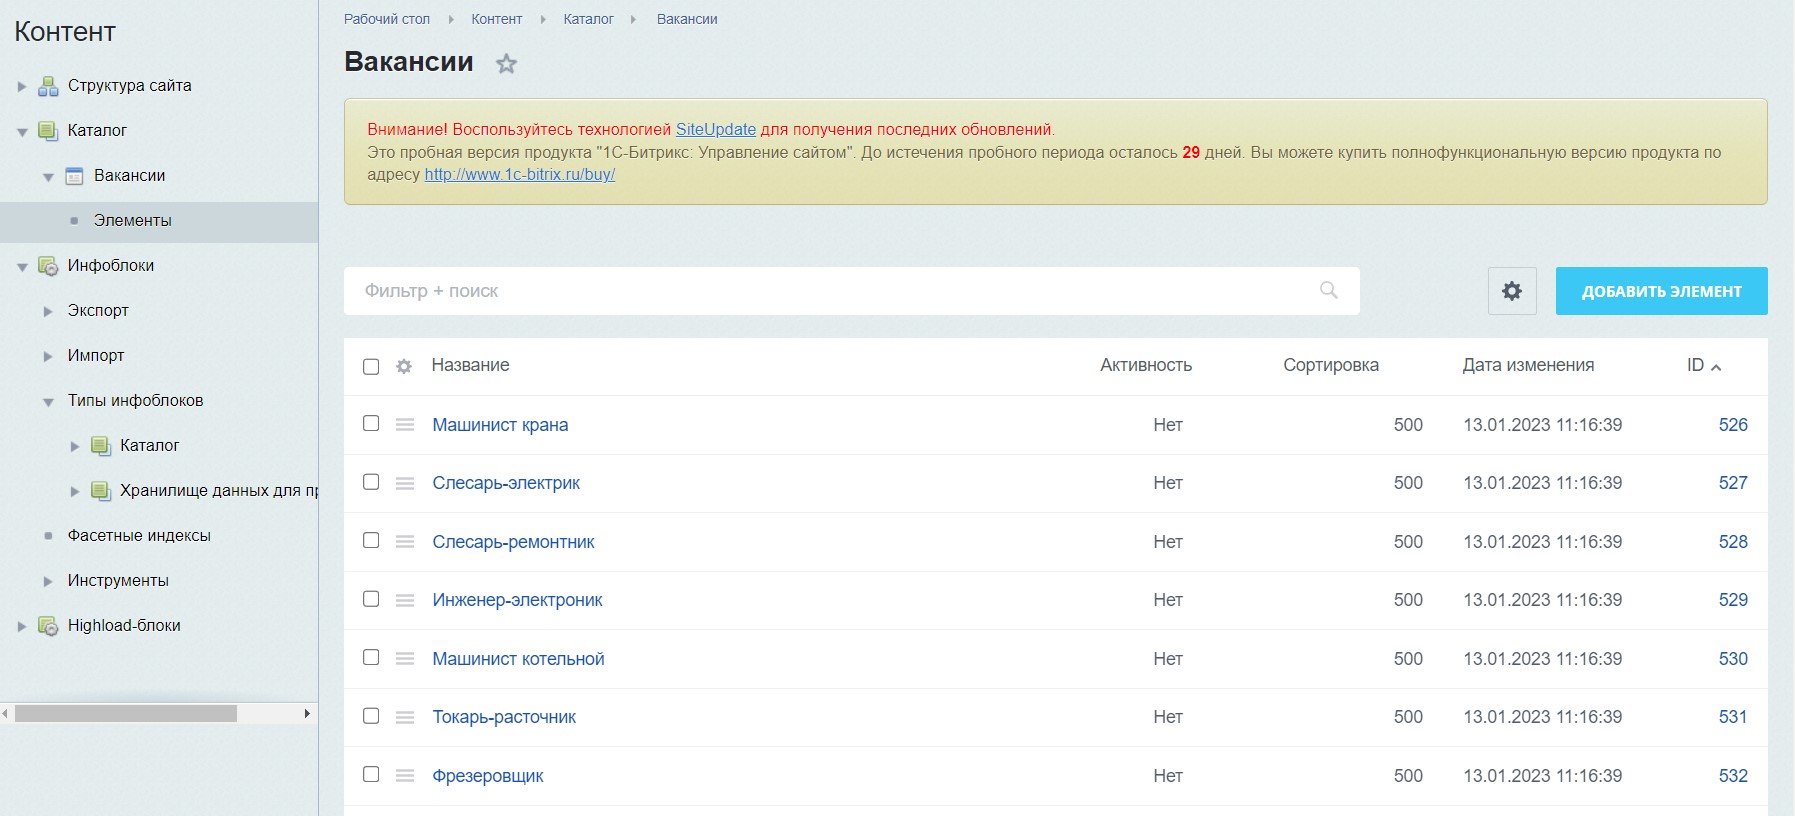 Контент
Структура сайта
Каталог
Вакансии
Элементы
Инфоблоки
Экспорт
Импорт
Типы инфоблоков
Каталог
Хранилище данных для
Фасетные индексы
Инструменты
Highload-блоки
Рабочий стол Контент Каталог Вакансии
Вакансии
Внимание! Воспользуйтесь технологией SiteUpdate для получения последних обновлений.
Это пробная версия продукта "1С-Битрикс: Управление сайтом". До истечения пробного периода осталось 29 дней. Вы можете купить полнофункциональную версию продукта по
адресу http://www.1c-bitrix.ru/buy/
Фильтр + поиск
ДОБАВИТЬ ЭЛЕМЕНТ
Название Активность Сортировка Дата изменения ID
Машинист крана Нет 500 13.01.2023 11:16:39 526
Слесарь-электрик Нет 500 13.01.2023 11:16:39 527
Слесарь-ремонтник Нет 500 13.01.2023 11:16:39 528
Инженер-электроник Нет 500 13.01.2023 11:16:39 529
Машинист котельной Нет 500 13.01.2023 11:16:39 530
Токарь-расточник Нет 500 13.01.2023 11:16:39 531
Фрезеровщик Нет 500 13.01.2023 11:16:39 532